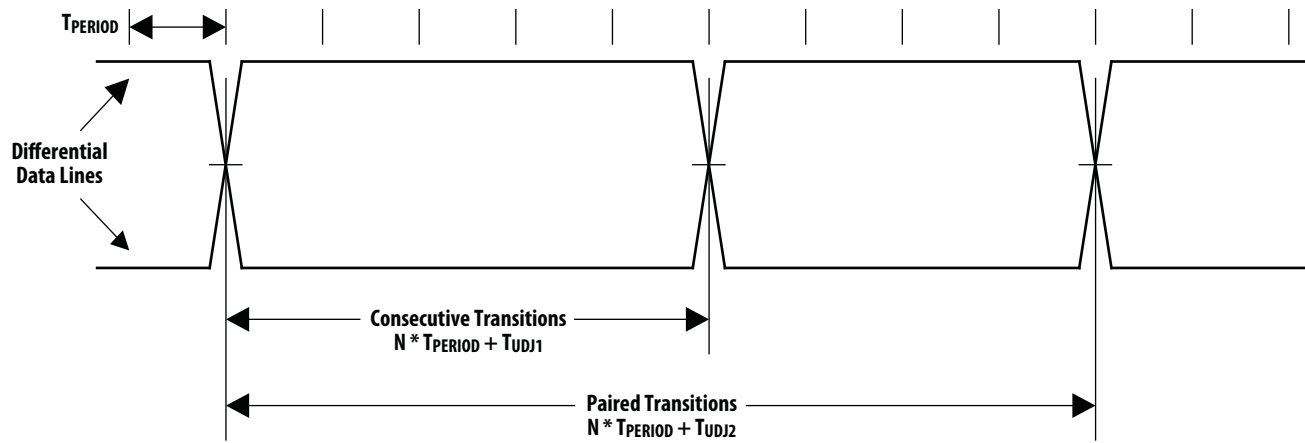 TPERIOD
Differential
Data Lines
Consecutive Transitions
N * TPERIOD + TUDJ1
Paired Transitions
N * TPERIOD + TUDJ2